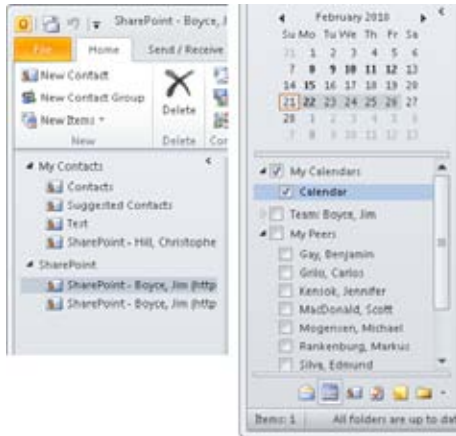 SharePoint - Boyce, J
File Home Send / Receive
New Contact
New Contact Group
New Items
Delete
New Delete
My Contacts
Contacts
Suggested Contacts
Test
SharePoint - Hill, Christophe
SharePoint
SharePoint - Boyce, Jim (http
SharePoint - Boyce, Jim (http
February 2010
Su Mo Tu We Th Fr Sa
31 1 2 3 4 5 6
7 8 9 10 11 12 13
14 15 16 17 18 19 20
21 22 23 24 25 26 27
28 1 2 3 4 5 6
7 8 9 10 11 12 13
My Calendars
Calendar
Team: Boyce, Jim
My Peers
Gay, Benjamin
Grilo, Carlos
Kensok, Jennifer
MacDonald, Scott
Mogensen, Michael
Rankenburg, Markus
Silva, Edmund
Items: 1 All folders are up to dat